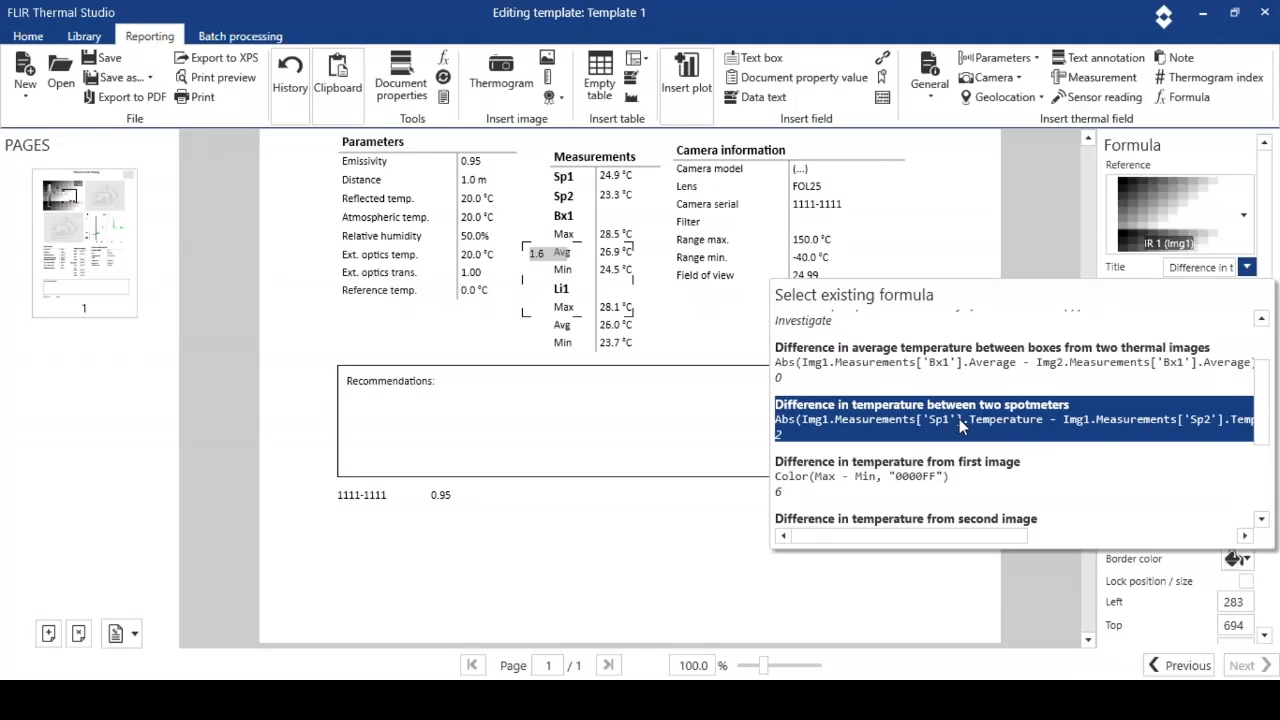 FLIR Thermal Studio
Editing template: Template 1
Home
Library
Reporting
Batch processing
New
Open
Save
Save as...
Export to PDF
Export to XPS
Print preview
Print
File
History
Clipboard
Document properties
Tools
Thermogram
Insert image
Empty table
Insert table
Insert plot
Text box
Document property value
Data text
Insert field
General
Parameters
Camera
Geolocation
Text annotation
Measurement
Sensor reading
Note
Thermogram index
Formula
Insert thermal field
PAGES
1
Parameters
Emissivity 0.95
Distance 1.0 m
Reflected temp. 20.0 °C
Atmospheric temp. 20.0 °C
Relative humidity 50.0%
Ext. optics temp. 20.0 °C
Ext. optics trans. 1.00
Reference temp. 0.0 °C
Measurements
Sp1 24.9 °C
Sp2 23.3 °C
Bx1
Max 28.5 °C
1.6 Avg 26.9 °C
Min 24.5 °C
Li1
Max 28.1 °C
Avg 26.0 °C
Min 23.7 °C
Camera information
Camera model (...)
Lens FOL25
Camera serial 1111-1111
Filter
Range max. 150.0 °C
Range min. -40.0 °C
Field of view 24.99
Recommendations:
1111-1111 0.95
Formula
Reference
IR 1 (Img1)
Title Difference in t
Select existing formula
Investigate
Difference in average temperature between boxes from two thermal images
Abs(Img1.Measurements['Bx1'].Average - Img2.Measurements['Bx1'].Average)
0
Difference in temperature between two spotmeters
Abs(Img1.Measurements['Sp1'].Temperature - Img1.Measurements['Sp2'].Temp
2
Difference in temperature from first image
Color(Max - Min, "0000FF")
6
Difference in temperature from second image
Border color
Lock position / size
Left 283
Top 694
Page 1 / 1
100.0 %
Previous
Next